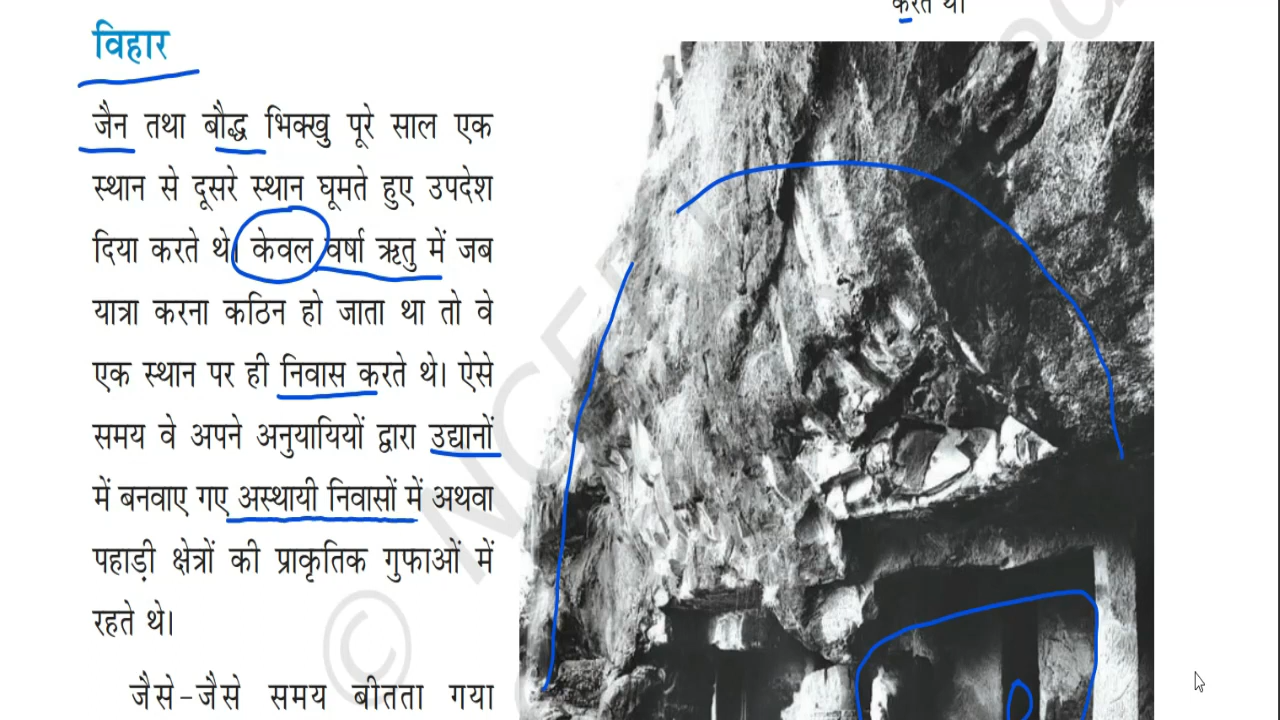 करते थे।
विहार
जैन तथा बौद्ध भिक्खु पूरे साल एक
स्थान से दूसरे स्थान घूमते हुए उपदेश
दिया करते थे। केवल वर्षा ऋतु में जब
यात्रा करना कठिन हो जाता था तो वे
एक स्थान पर ही निवास करते थे। ऐसे
समय वे अपने अनुयायियों द्वारा उद्यानों
में बनवाए गए अस्थायी निवासों में अथवा
पहाड़ी क्षेत्रों की प्राकृतिक गुफाओं में
रहते थे।
जैसे-जैसे समय बीतता गया